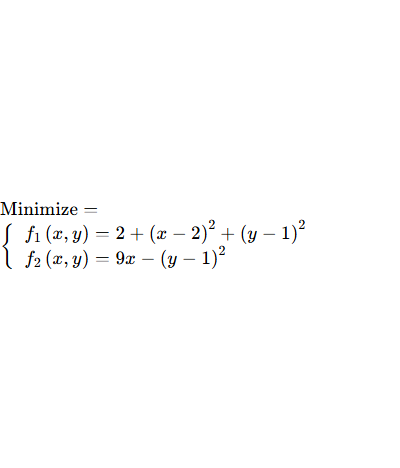 Minimize =
{ f₁ (x, y) = 2 + (x − 2)² + (y − 1)²
f₂ (x, y) = 9x − (y − 1)²